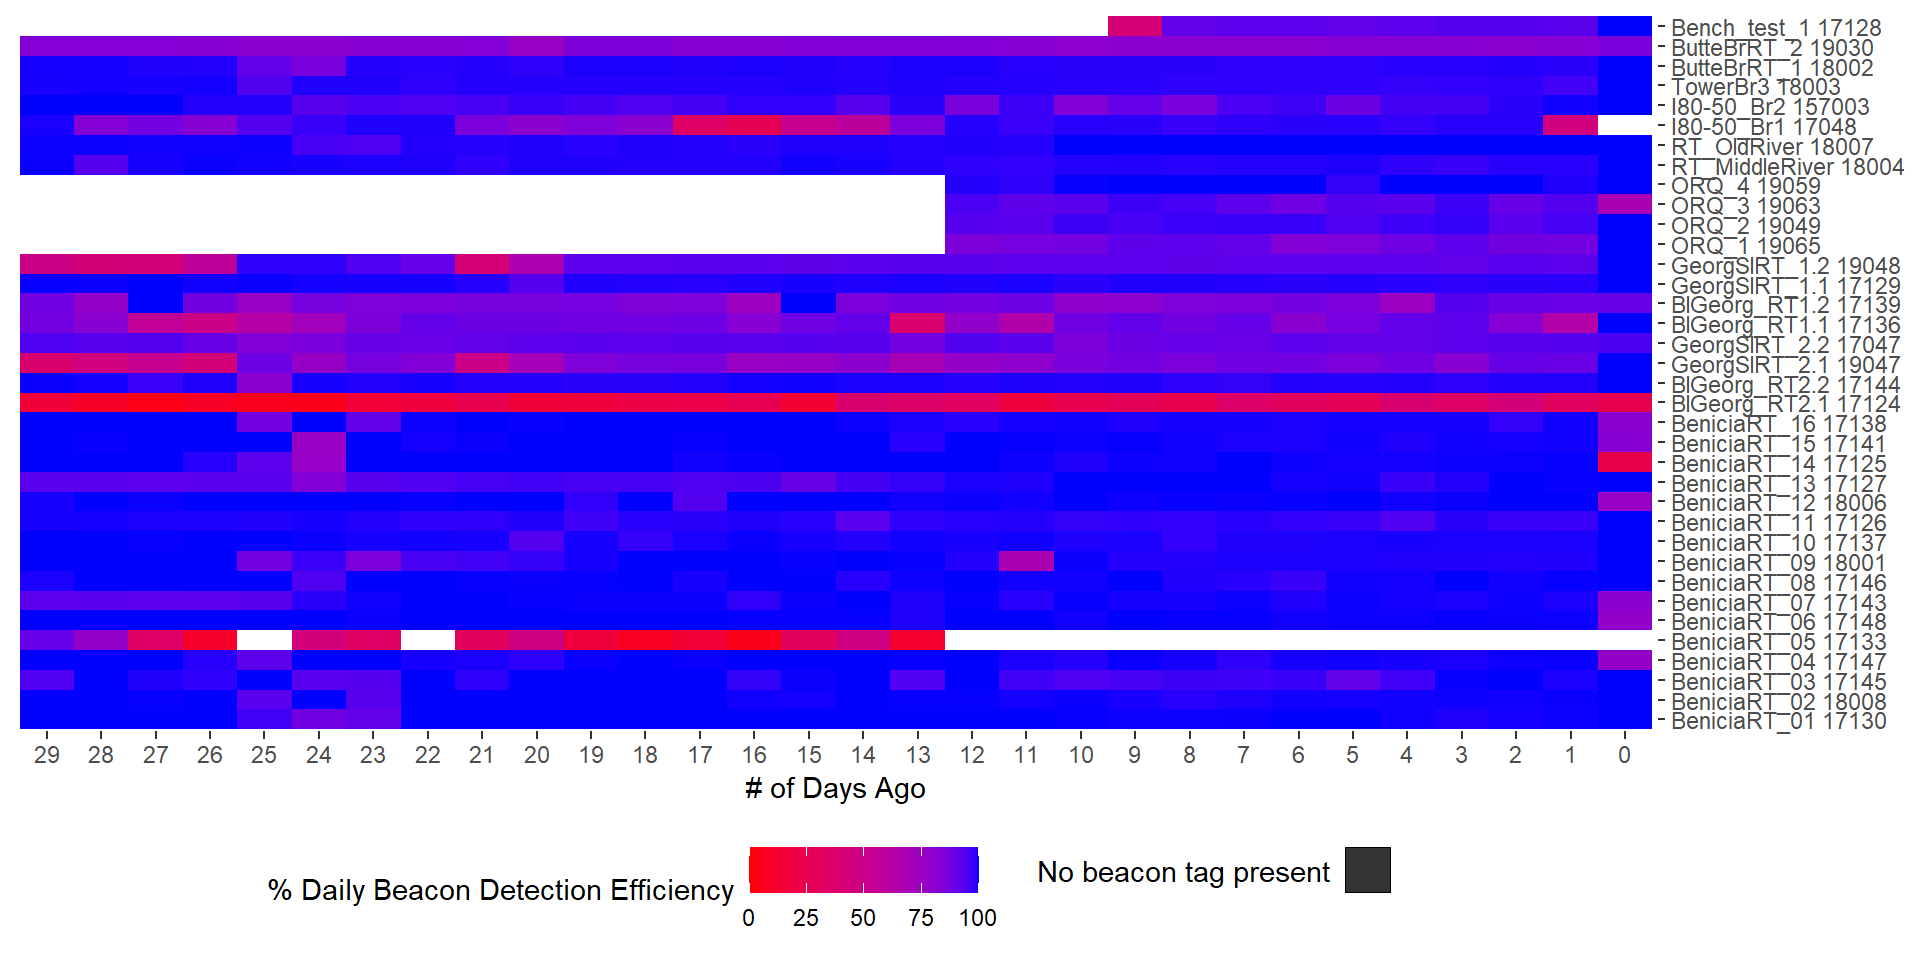 Bench_test_1 17128
ButteBrRT_2 19030
ButteBrRT_1 18002
TowerBr3 18003
I80-50_Br2 157003
I80-50_Br1 17048
RT_OldRiver 18007
RT_MiddleRiver 18004
ORQ_4 19059
ORQ_3 19063
ORQ_2 19049
ORQ_1 19065
GeorgSlRT_1.2 19048
GeorgSlRT_1.1 17129
BlGeorg_RT1.2 17139
BlGeorg_RT1.1 17136
GeorgSlRT_2.2 17047
GeorgSlRT_2.1 19047
BlGeorg_RT2.2 17144
BlGeorg_RT2.1 17124
BeniciaRT_16 17138
BeniciaRT_15 17141
BeniciaRT_14 17125
BeniciaRT_13 17127
BeniciaRT_12 18006
BeniciaRT_11 17126
BeniciaRT_10 17137
BeniciaRT_09 18001
BeniciaRT_08 17146
BeniciaRT_07 17143
BeniciaRT_06 17148
BeniciaRT_05 17133
BeniciaRT_04 17147
BeniciaRT_03 17145
BeniciaRT_02 18008
BeniciaRT_01 17130
29 28 27 26 25 24 23 22 21 20 19 18 17 16 15 14 13 12 11 10 9 8 7 6 5 4 3 2 1 0
# of Days Ago
% Daily Beacon Detection Efficiency
0 25 50 75 100
No beacon tag present